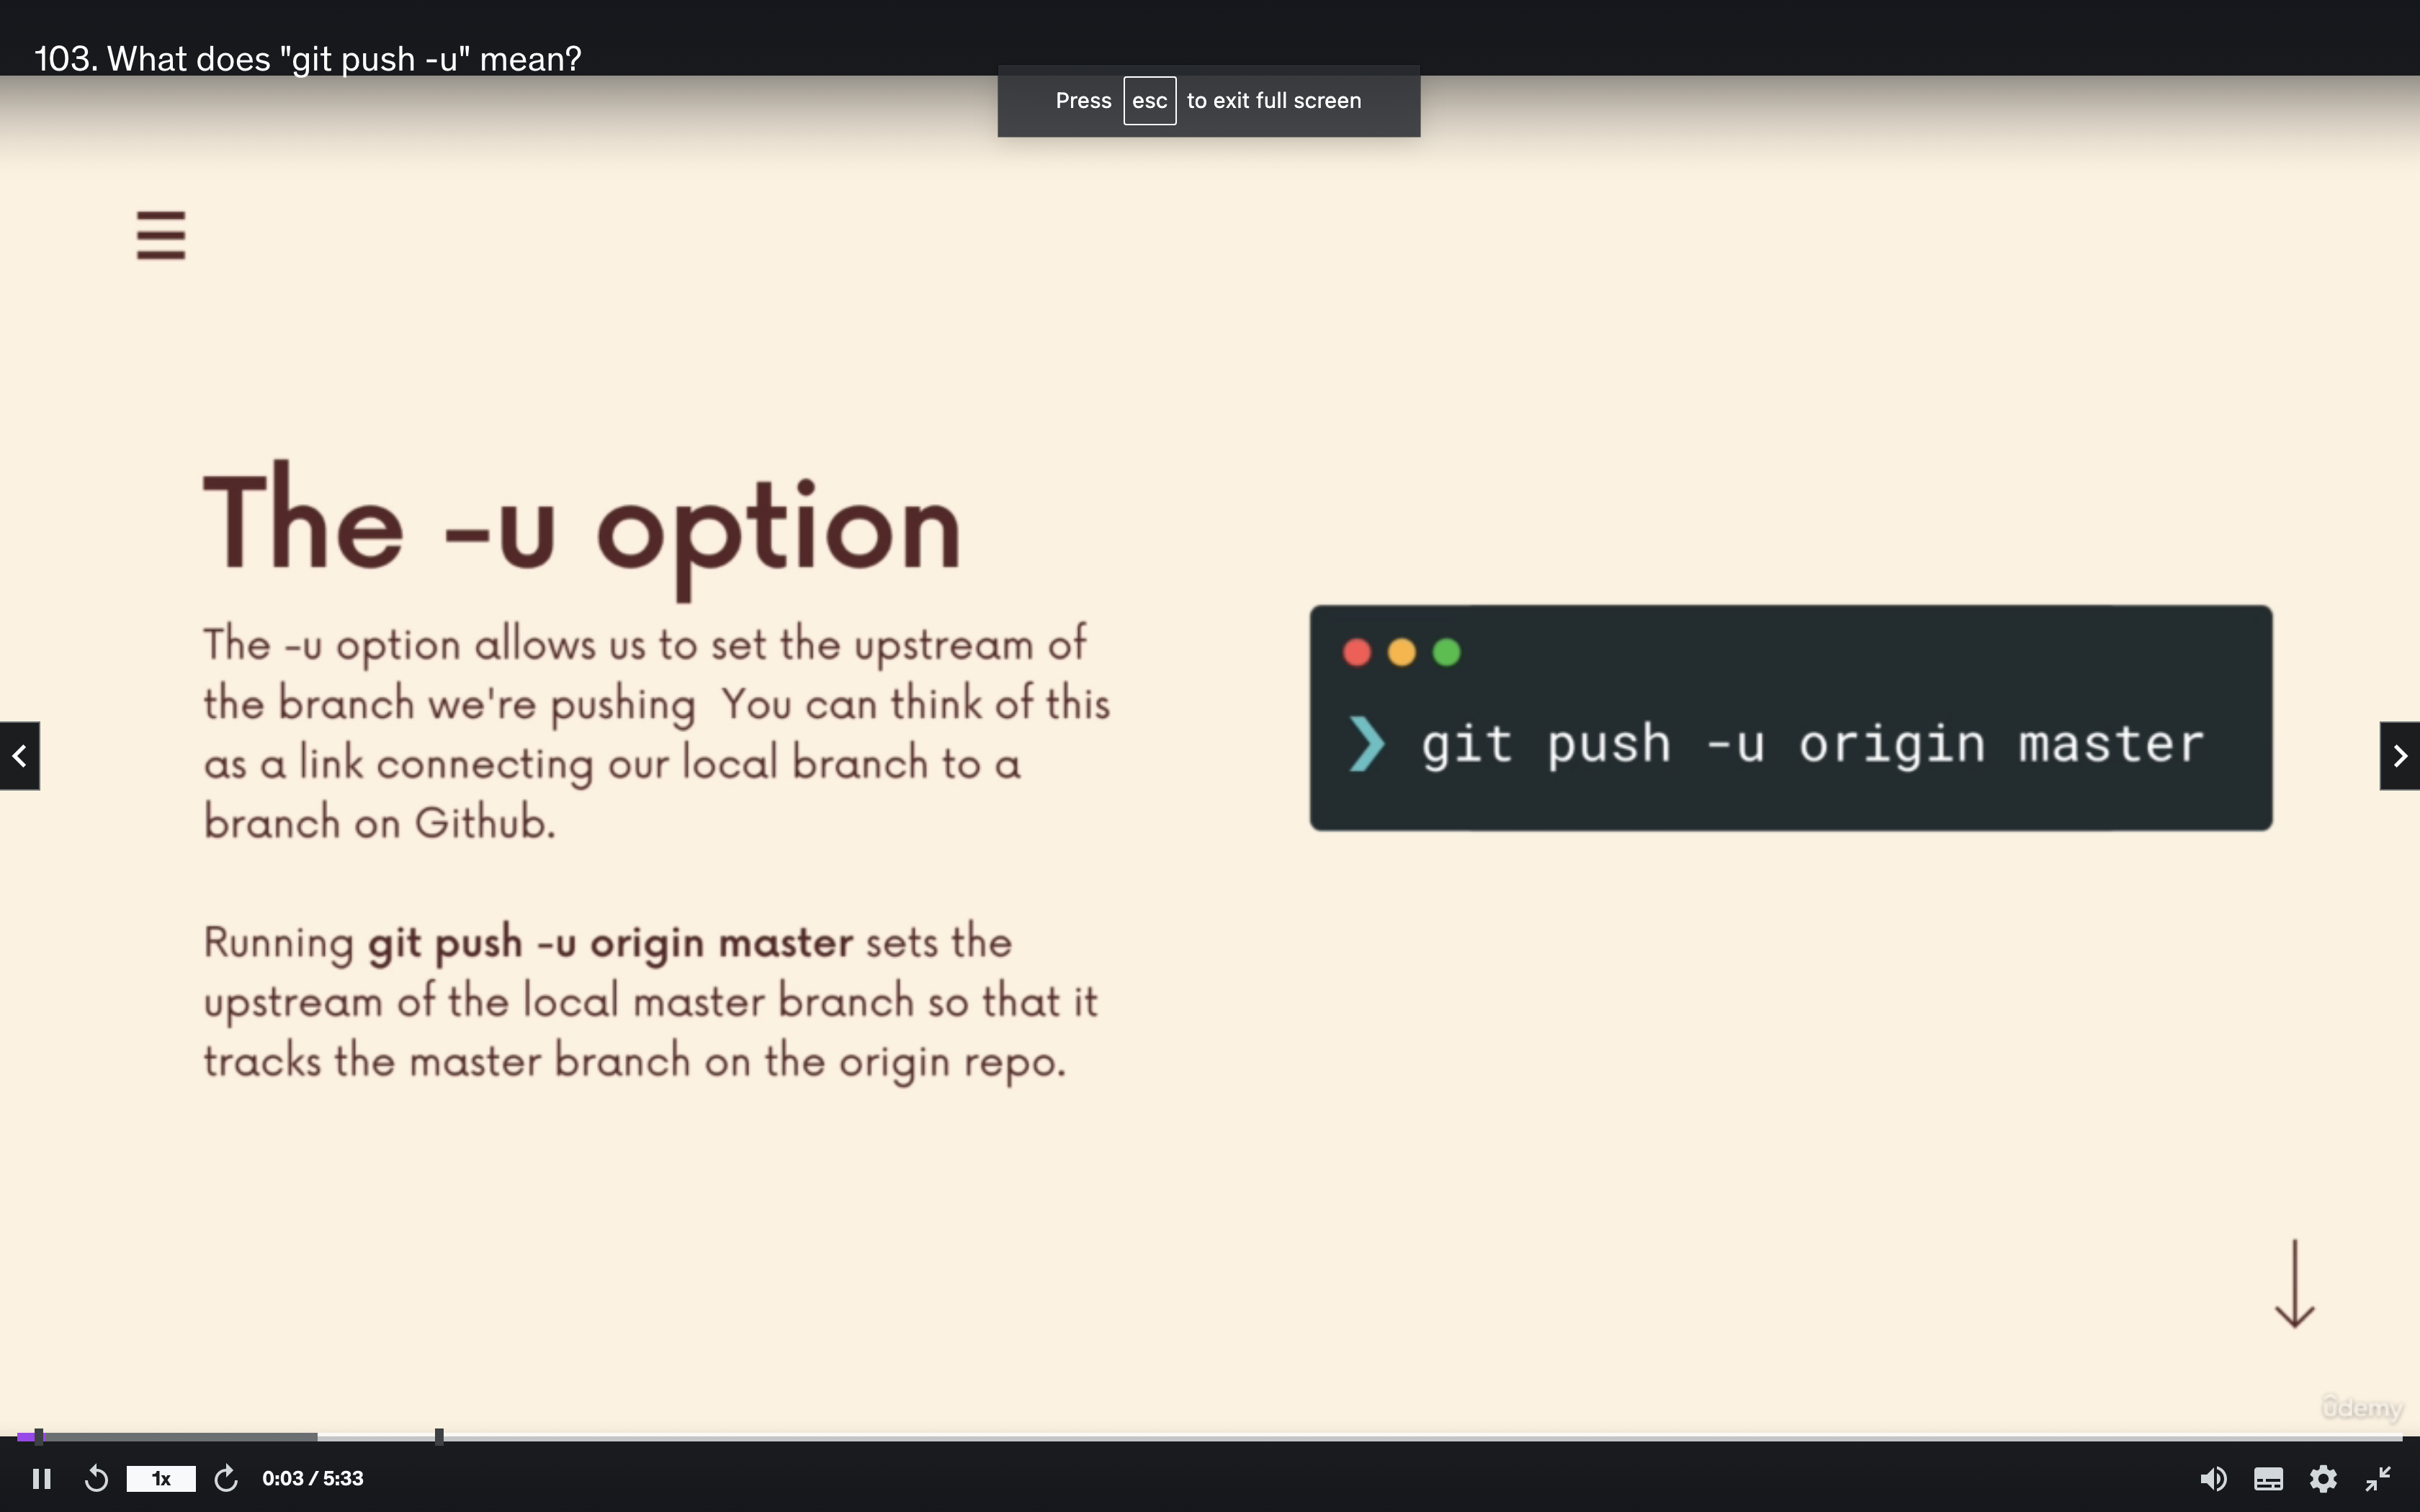 103. What does "git push -u" mean?
Press esc to exit full screen
The -u option
The -u option allows us to set the upstream of
the branch we're pushing  You can think of this
as a link connecting our local branch to a
branch on Github.
Running git push -u origin master sets the
upstream of the local master branch so that it
tracks the master branch on the origin repo.
❯ git push -u origin master
ûdemy
1x
0:03 / 5:33